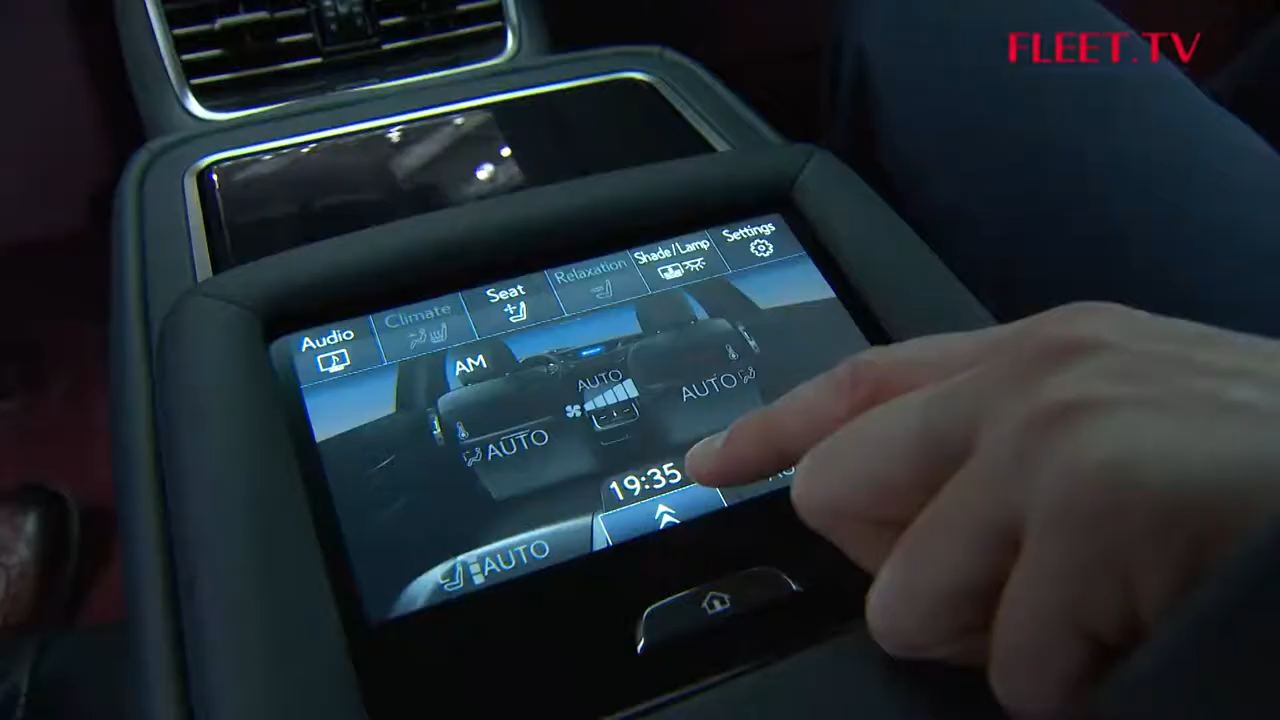 FLEET.TV
Audio
Climate
Seat
Relaxation
Shade/Lamp
Settings
AM
AUTO
AUTO
AUTO
19:35
AUTO